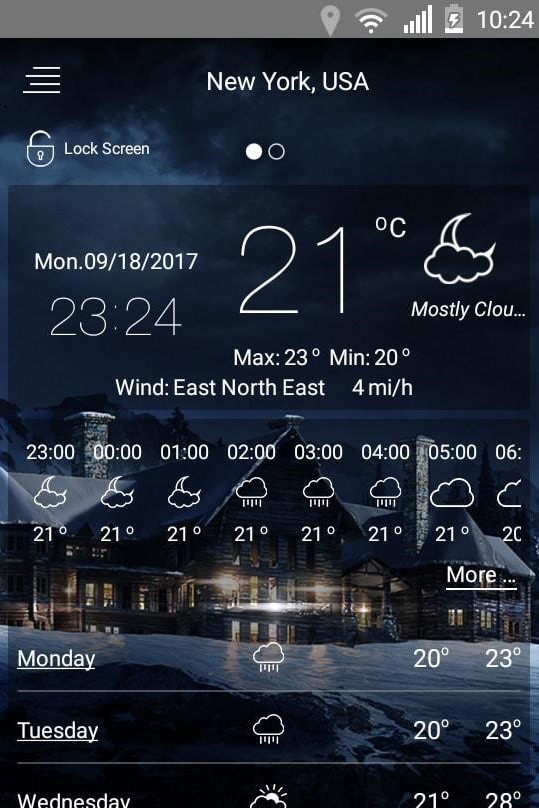 10:24
New York, USA
Lock Screen
21 °C
Mon.09/18/2017
23:24
Mostly Clou...
Max: 23° Min: 20°
Wind: East North East 4 mi/h
23:00 00:00 01:00 02:00 03:00 04:00 05:00 06:
21° 21° 21° 21° 21° 21° 21° 20
More ...
Monday 20° 23°
Tuesday 20° 23°
Wednesday 21° 28°